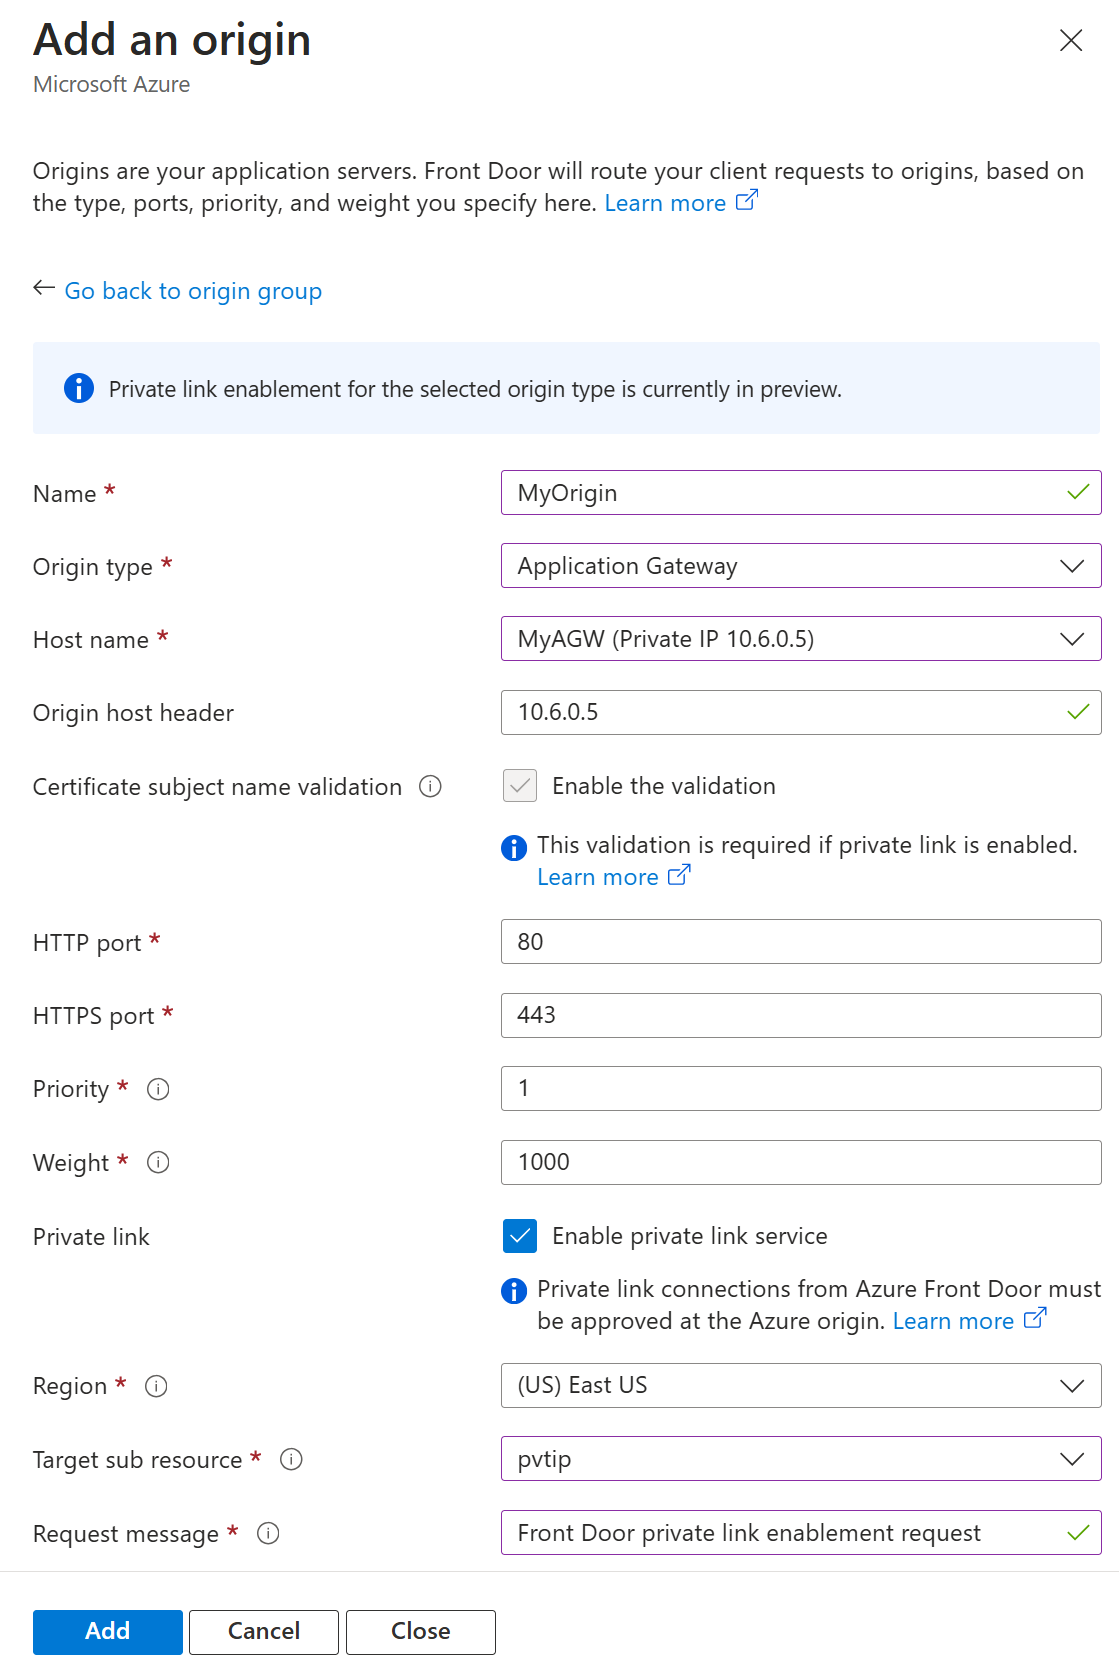 Add an origin
Microsoft Azure
Origins are your application servers. Front Door will route your client requests to origins, based on
the type, ports, priority, and weight you specify here. Learn more
Go back to origin group
Private link enablement for the selected origin type is currently in preview.
Name *
MyOrigin
Origin type *
Application Gateway
Host name *
MyAGW (Private IP 10.6.0.5)
Origin host header
10.6.0.5
Certificate subject name validation
Enable the validation
This validation is required if private link is enabled.
Learn more
HTTP port *
80
HTTPS port *
443
Priority *
1
Weight *
1000
Private link
Enable private link service
Private link connections from Azure Front Door must
be approved at the Azure origin. Learn more
Region *
(US) East US
Target sub resource *
pvtip
Request message *
Front Door private link enablement request
Add
Cancel
Close